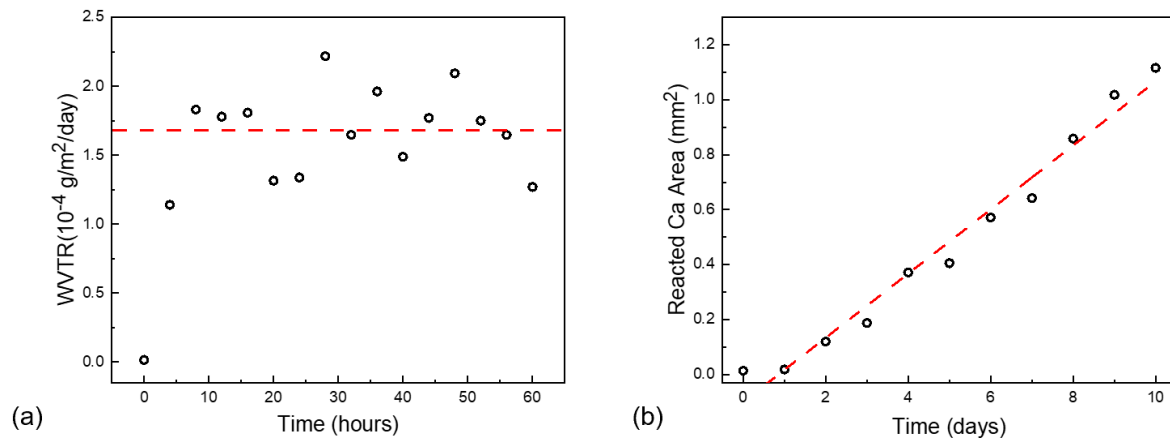 2.5
2.0
1.5
1.0
0.5
0.0
WVTR(10⁻⁴ g/m²/day)
0 10 20 30 40 50 60
Time (hours)
(a)
1.2
1.0
0.8
0.6
0.4
0.2
0.0
Reacted Ca Area (mm²)
0 2 4 6 8 10
Time (days)
(b)